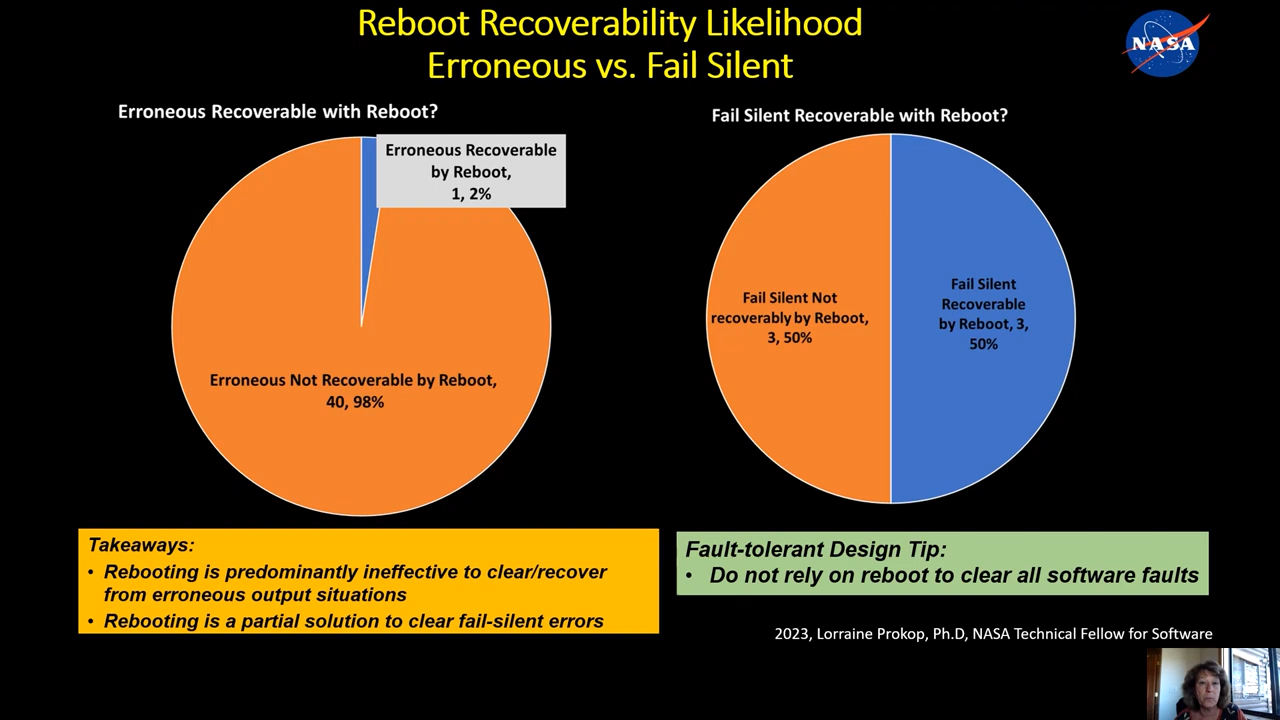 Reboot Recoverability Likelihood
Erroneous vs. Fail Silent
NASA
Erroneous Recoverable with Reboot?
Erroneous Recoverable
by Reboot,
1, 2%
Erroneous Not Recoverable by Reboot,
40, 98%
Fail Silent Recoverable with Reboot?
Fail Silent Not
recoverably by Reboot,
3, 50%
Fail Silent
Recoverable
by Reboot, 3,
50%
Takeaways:
• Rebooting is predominantly ineffective to clear/recover
from erroneous output situations
• Rebooting is a partial solution to clear fail-silent errors
Fault-tolerant Design Tip:
• Do not rely on reboot to clear all software faults
2023, Lorraine Prokop, Ph.D, NASA Technical Fellow for Software